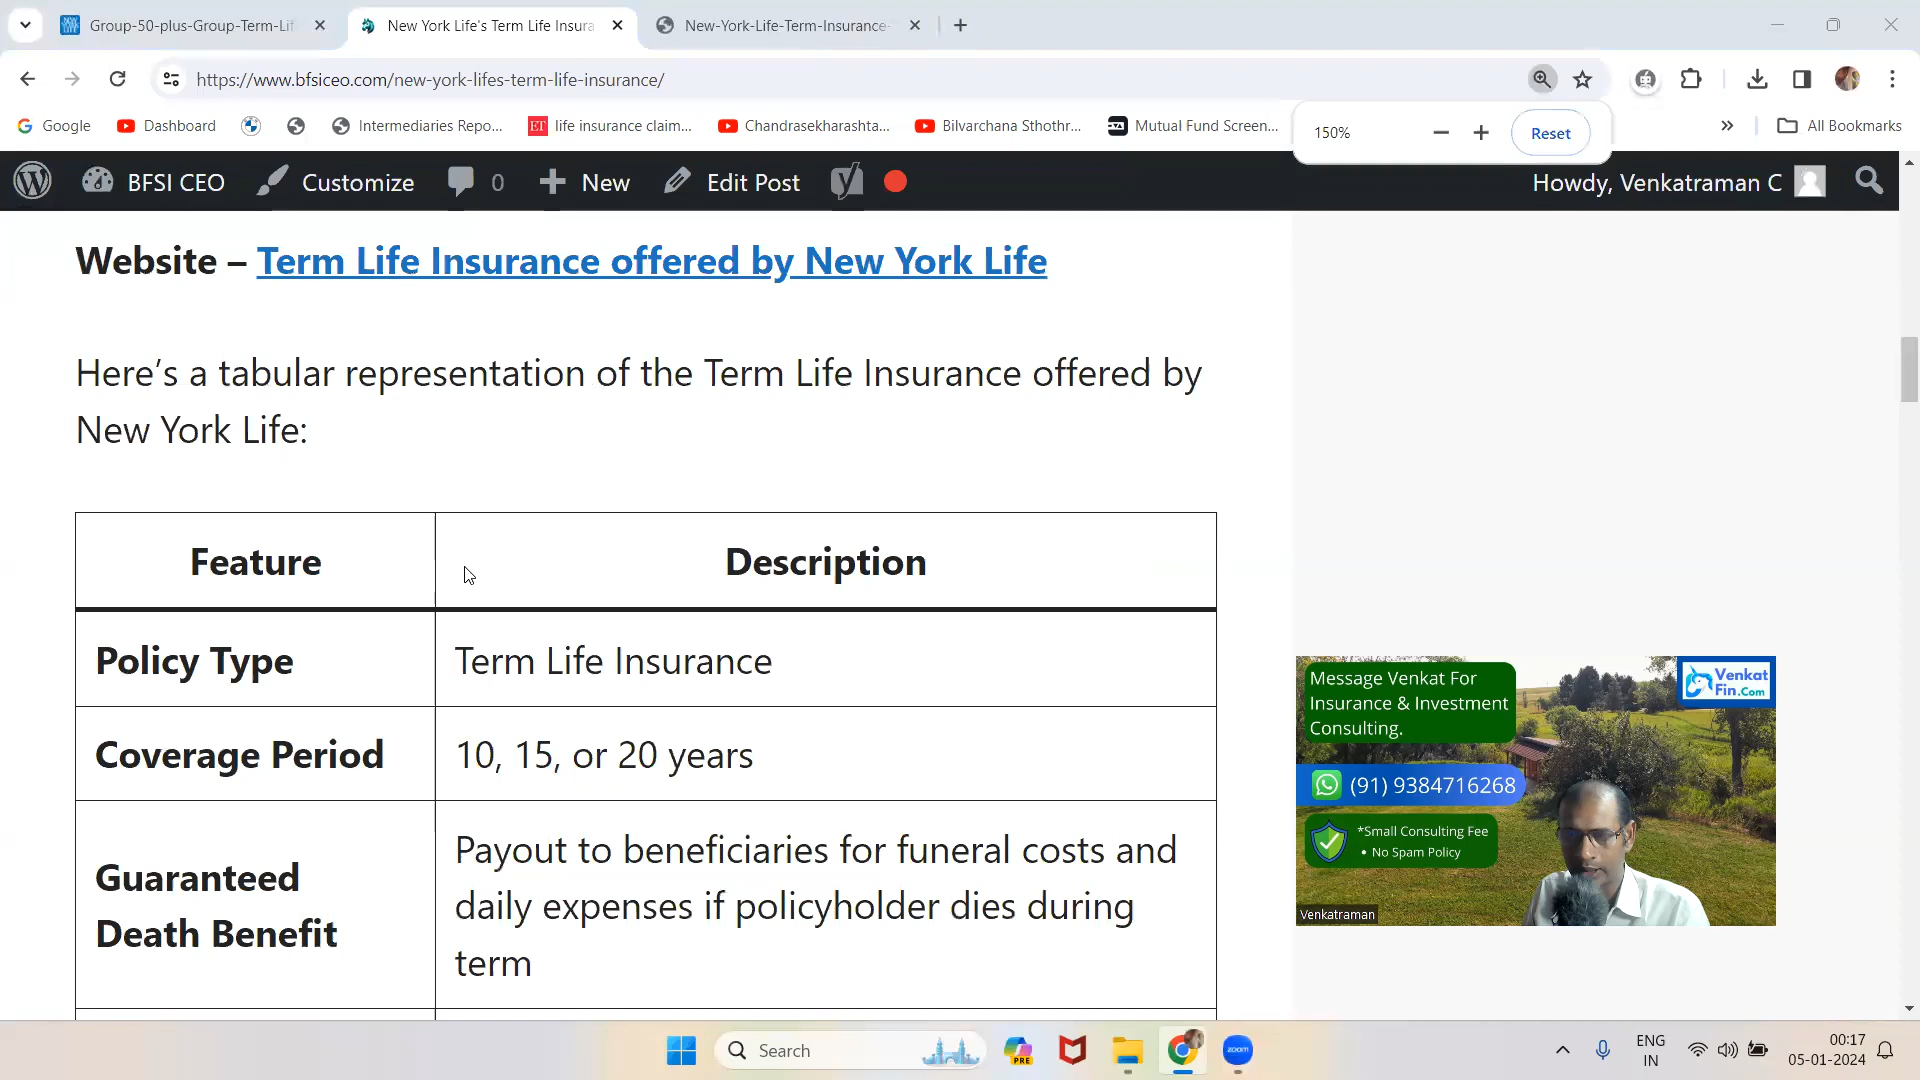 Group-50-plus-Group-Term-Lif
New York Life's Term Life Insura
New-York-Life-Term-Insurance-
https://www.bfsiceo.com/new-york-lifes-term-life-insurance/
Google
Dashboard
Intermediaries Repo...
ET
life insurance claim...
Chandrasekharashta...
Bilvarchana Sthothr...
Mutual Fund Screen...
150%
Reset
All Bookmarks
BFSI CEO
Customize
0
New
Edit Post
Howdy, Venkatraman C
Website – Term Life Insurance offered by New York Life
Here’s a tabular representation of the Term Life Insurance offered by
New York Life:
Feature
Description
Policy Type
Term Life Insurance
Coverage Period
10, 15, or 20 years
Guaranteed
Death Benefit
Payout to beneficiaries for funeral costs and
daily expenses if policyholder dies during
term
Message Venkat For
Insurance & Investment
Consulting.
Venkat
Fin.Com
(91) 9384716268
*Small Consulting Fee
• No Spam Policy
Venkatraman
Search
PRE
zoom
ENG
IN
00:17
05-01-2024